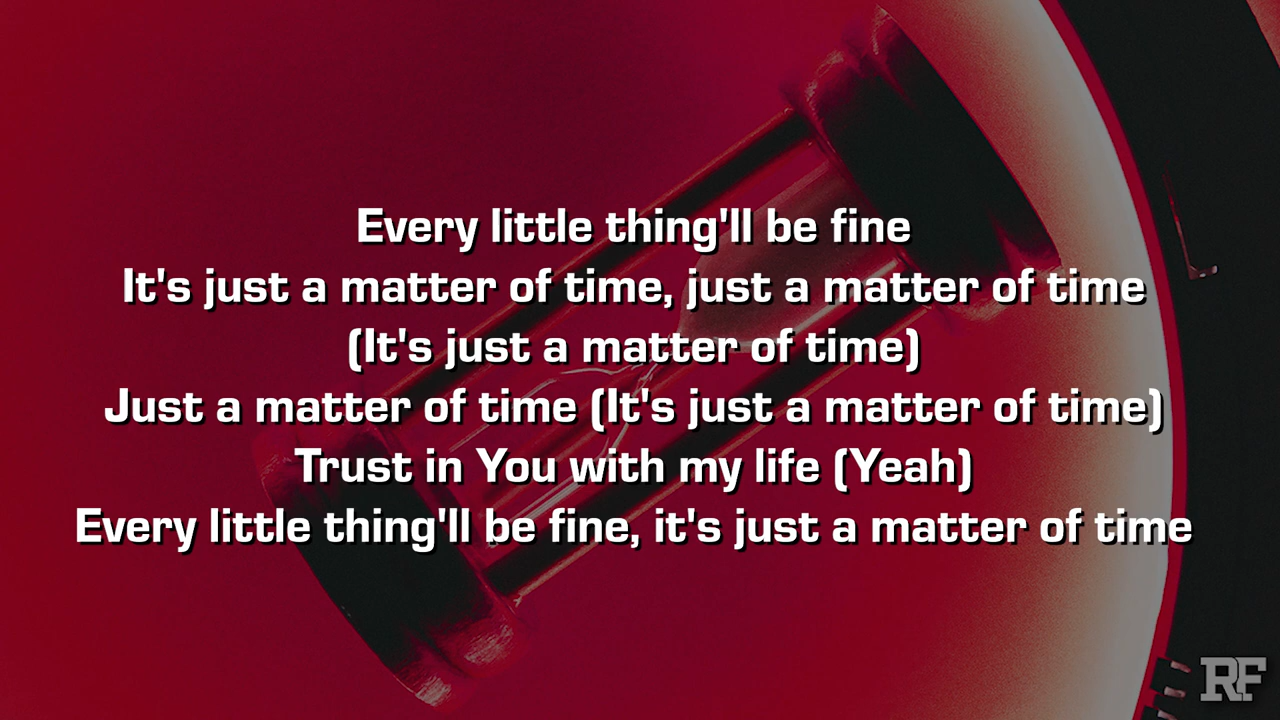 Every little thing'll be fine
It's just a matter of time, just a matter of time
(It's just a matter of time)
Just a matter of time (It's just a matter of time)
Trust in You with my life (Yeah)
Every little thing'll be fine, it's just a matter of time
RF